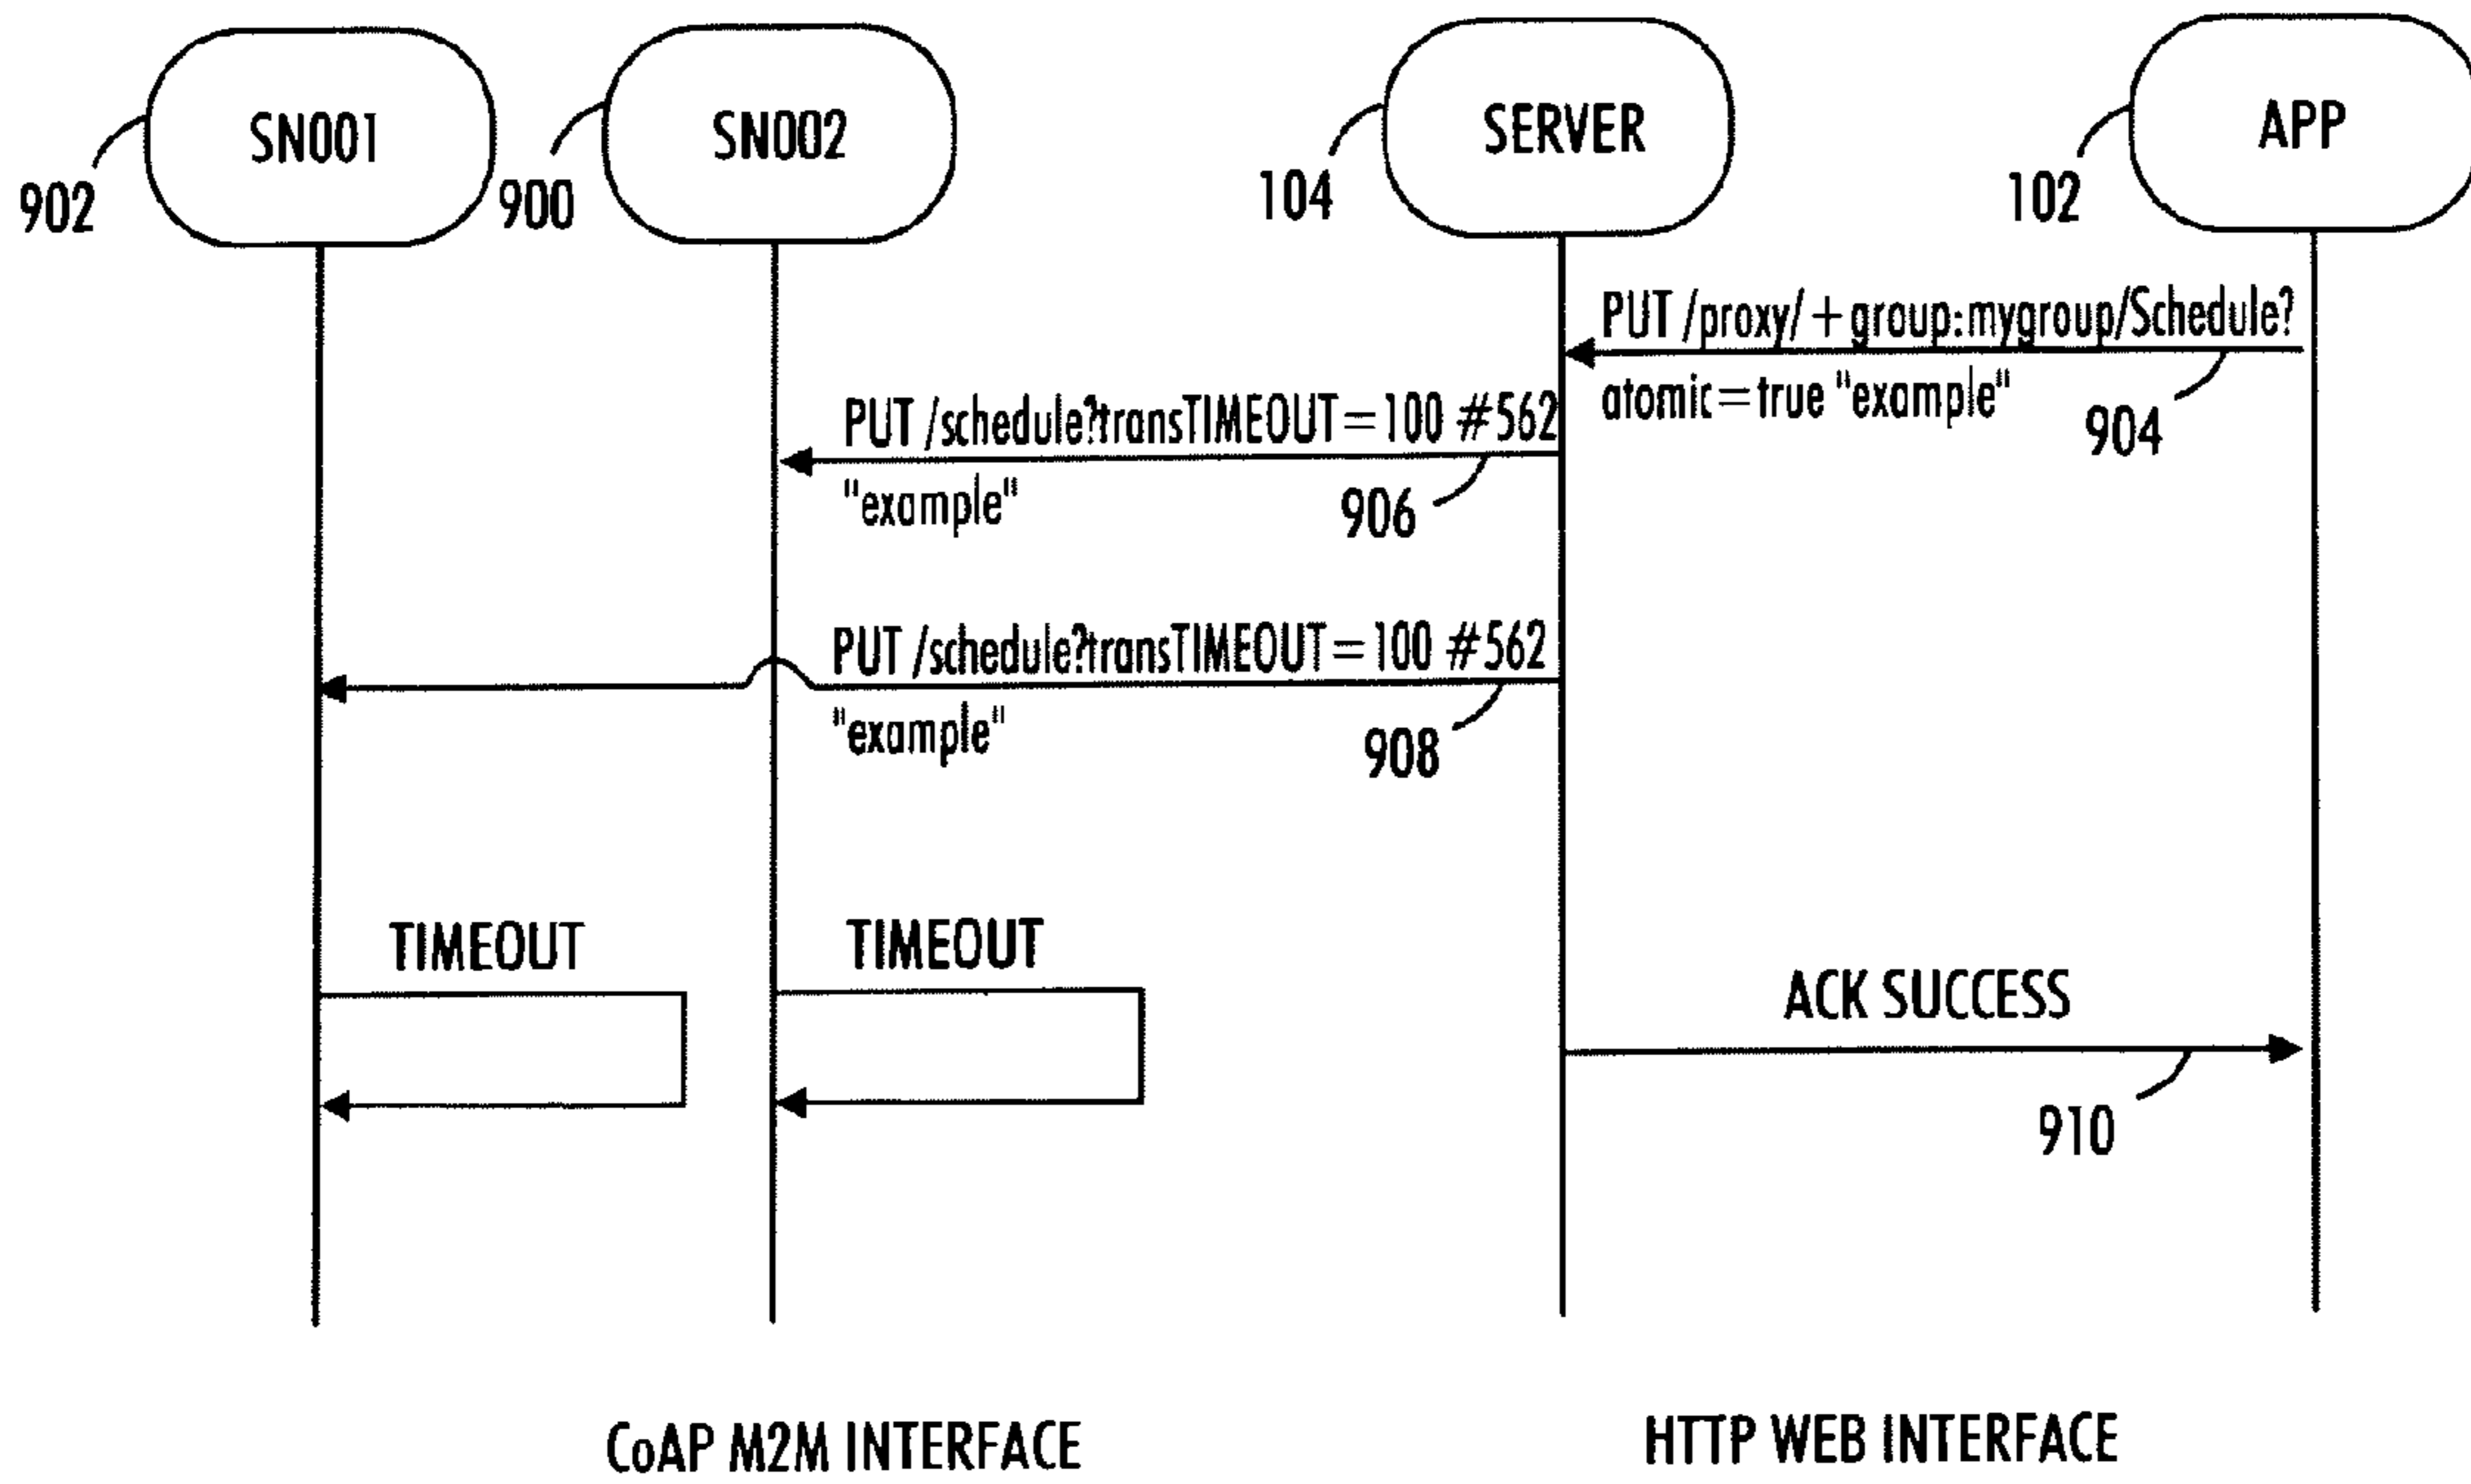 SN001
SN002
SERVER
APP
902
900
104
102
PUT /proxy/+group:mygroup/Schedule?
atomic=true "example"
904
PUT /schedule?transTIMEOUT=100 #562
"example"
906
PUT /schedule?transTIMEOUT=100 #562
"example"
908
TIMEOUT
TIMEOUT
ACK SUCCESS
910
CoAP M2M INTERFACE
HTTP WEB INTERFACE